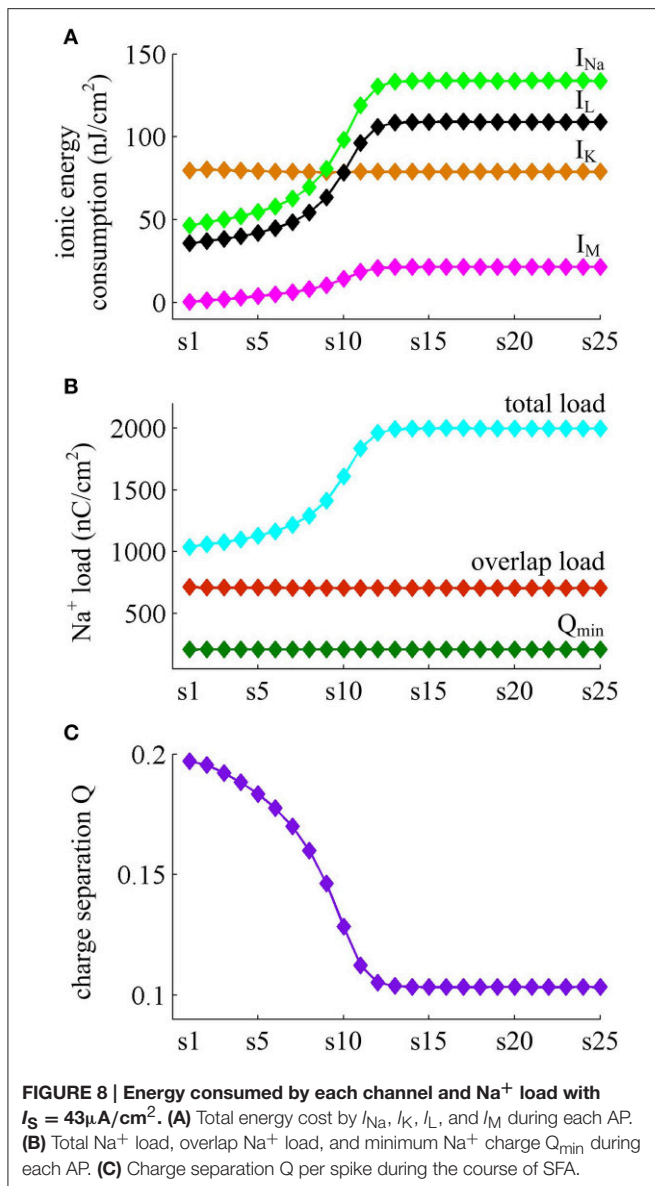 A
ionic energy
consumption (nJ/cm²)
150
100
50
0
I_Na
I_L
I_K
I_M
s1 s5 s10 s15 s20 s25
B
Na⁺ load (nC/cm²)
2000
1500
1000
500
total load
overlap load
Q_min
s1 s5 s10 s15 s20 s25
C
charge separation Q
0.2
0.15
0.1
s1 s5 s10 s15 s20 s25
FIGURE 8 | Energy consumed by each channel and Na⁺ load with
I_S = 43μA/cm². (A) Total energy cost by I_Na, I_K, I_L, and I_M during each AP.
(B) Total Na⁺ load, overlap Na⁺ load, and minimum Na⁺ charge Q_min during
each AP. (C) Charge separation Q per spike during the course of SFA.